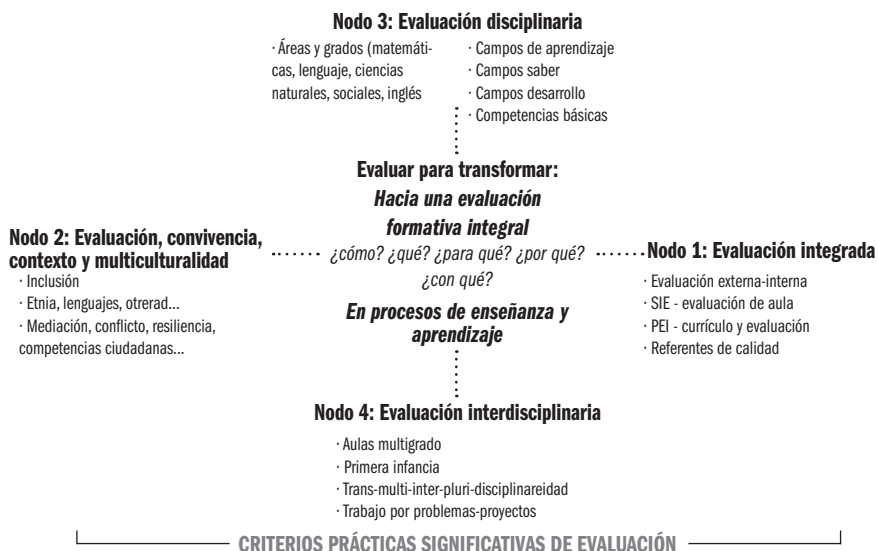 Nodo 3: Evaluación disciplinaria
· Áreas y grados (matemáti-
cas, lenguaje, ciencias
naturales, sociales, inglés
· Campos de aprendizaje
· Campos saber
· Campos desarrollo
· Competencias básicas
Evaluar para transformar:
Hacia una evaluación
formativa integral
¿cómo? ¿qué? ¿para qué? ¿por qué?
¿con qué?
En procesos de enseñanza y
aprendizaje
Nodo 2: Evaluación, convivencia,
contexto y multiculturalidad
· Inclusión
· Etnia, lenguajes, otrerad...
· Mediación, conflicto, resiliencia,
competencias ciudadanas...
Nodo 1: Evaluación integrada
· Evaluación externa-interna
· SIE - evaluación de aula
· PEI - currículo y evaluación
· Referentes de calidad
Nodo 4: Evaluación interdisciplinaria
· Aulas multigrado
· Primera infancia
· Trans-multi-inter-pluri-disciplinareidad
· Trabajo por problemas-proyectos
CRITERIOS PRÁCTICAS SIGNIFICATIVAS DE EVALUACIÓN